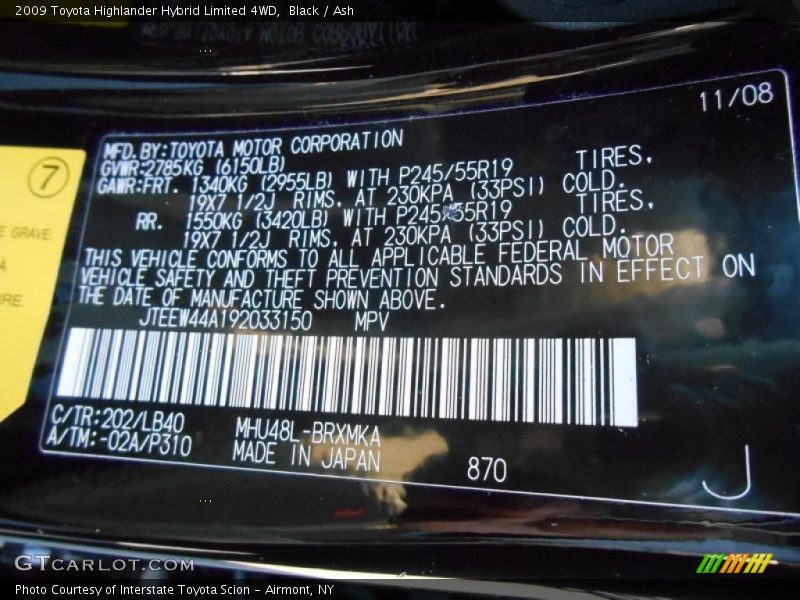 2009 Toyota Highlander Hybrid Limited 4WD, Black / Ash
11/08
MFD.BY:TOYOTA MOTOR CORPORATION
GVWR:2785KG (6150LB)
GAWR:FRT. 1340KG (2955LB) WITH P245/55R19 TIRES,
19X7 1/2J RIMS, AT 230KPA (33PSI) COLD.
RR. 1550KG (3420LB) WITH P245/55R19 TIRES,
19X7 1/2J RIMS, AT 230KPA (33PSI) COLD.
THIS VEHICLE CONFORMS TO ALL APPLICABLE FEDERAL MOTOR
VEHICLE SAFETY AND THEFT PREVENTION STANDARDS IN EFFECT ON
THE DATE OF MANUFACTURE SHOWN ABOVE.
JTEEW44A192033150 MPV
C/TR:202/LB40 MHU48L-BRXMKA
A/TM:-02A/P310 MADE IN JAPAN 870 J
7
E GRAVE
GTCARLOT.COM
Photo Courtesy of Interstate Toyota Scion - Airmont, NY